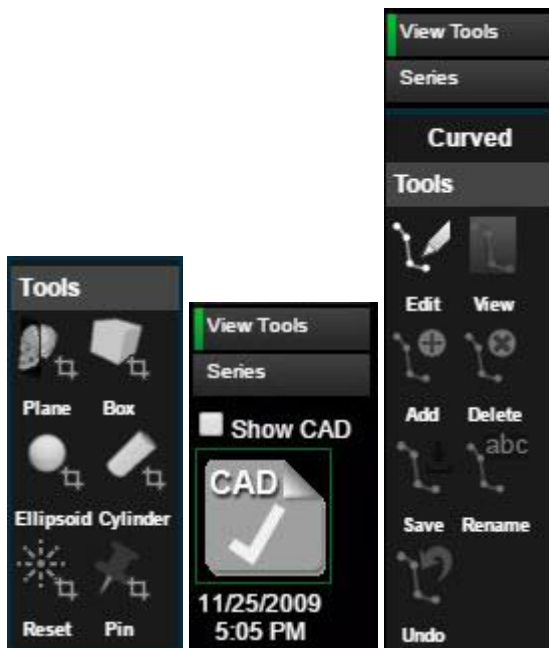 Tools
Plane Box
Ellipsoid Cylinder
Reset Pin
View Tools
Series
Show CAD
CAD
11/25/2009
5:05 PM
View Tools
Series
Curved
Tools
Edit View
Add Delete
abc
Save Rename
Undo